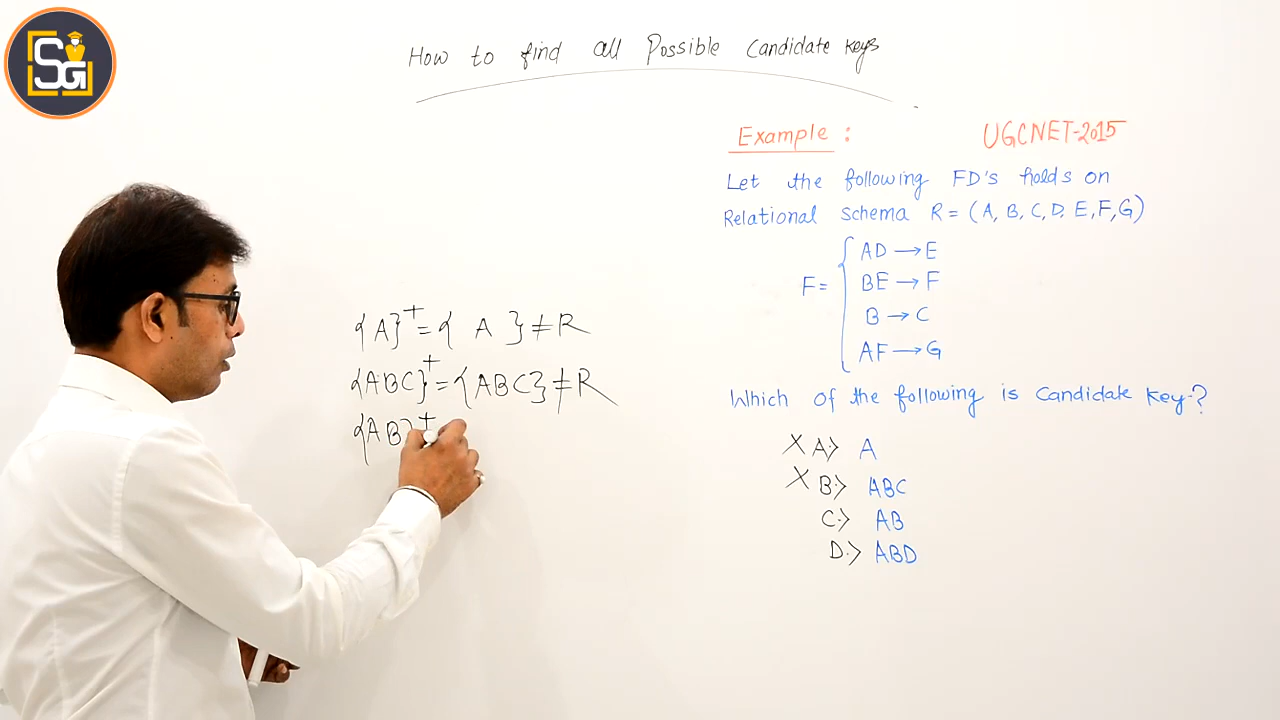 SG
How to find all Possible Candidate Keys
Example : UGCNET-2015
Let the following FD's holds on
Relational schema R = (A, B, C, D, E, F, G)
F = { AD → E
BE → F
B → C
AF → G
Which of the following is Candidate Key-?
X A> A
X B:> ABC
C:> AB
D:> ABD
{A}+ = { A } ≠ R
{ABC}+ = {ABC} ≠ R
{AB}+